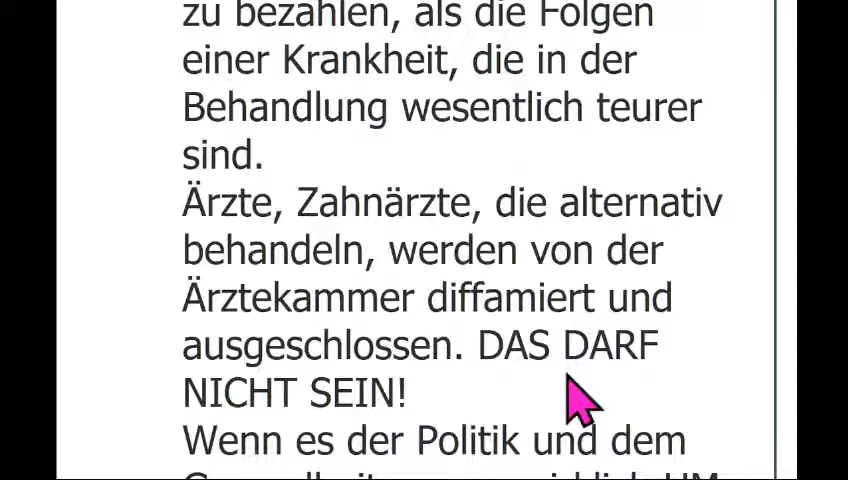 zu bezahlen, als die Folgen
einer Krankheit, die in der
Behandlung wesentlich teurer
sind.
Ärzte, Zahnärzte, die alternativ
behandeln, werden von der
Ärztekammer diffamiert und
ausgeschlossen. DAS DARF
NICHT SEIN!
Wenn es der Politik und dem